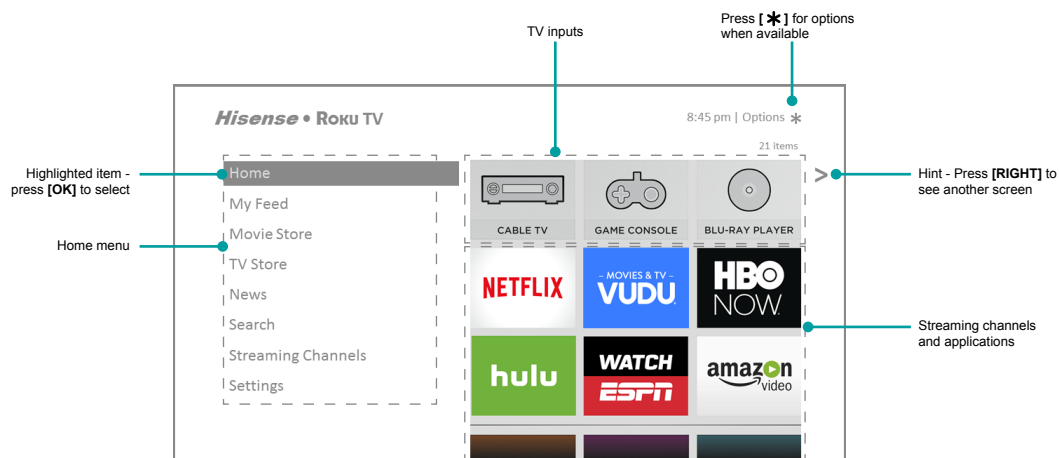 Press [ * ] for options
when available
TV inputs
Hisense • ROKU TV
8:45 pm | Options *
21 items
Highlighted item -
press [OK] to select
Home
>
Hint - Press [RIGHT] to
see another screen
My Feed
Home menu
Movie Store
TV Store
News
Search
Streaming Channels
Settings
CABLE TV
GAME CONSOLE
BLU-RAY PLAYER
NETFLIX
– MOVIES & TV –
VUDU
HBO
NOW
Streaming channels
and applications
hulu
WATCH
ESPN
amazon
video